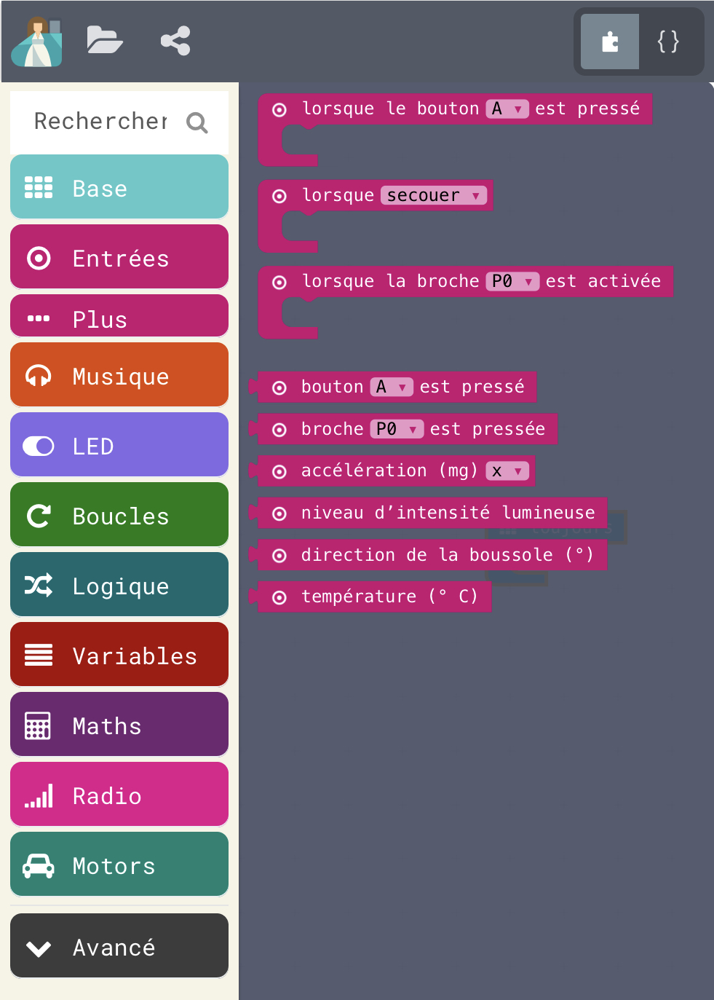 { }
Rechercher
Base
Entrées
Plus
Musique
LED
Boucles
Logique
Variables
Maths
Radio
Motors
Avancé
lorsque le bouton A est pressé
lorsque secouer
lorsque la broche P0 est activée
bouton A est pressé
broche P0 est pressée
accélération (mg) x
niveau d’intensité lumineuse
toujours
direction de la boussole (°)
température (° C)